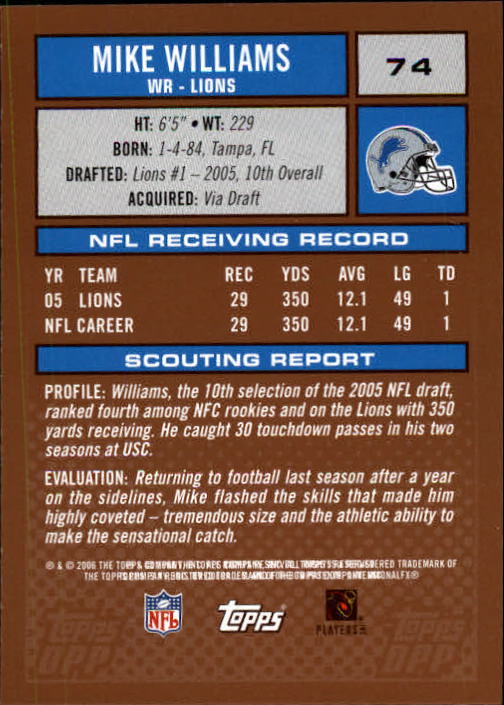 MIKE WILLIAMS
WR - LIONS
74
HT: 6'5" • WT: 229
BORN: 1-4-84, Tampa, FL
DRAFTED: Lions #1 – 2005, 10th Overall
ACQUIRED: Via Draft
NFL RECEIVING RECORD
YR TEAM REC YDS AVG LG TD
05 LIONS 29 350 12.1 49 1
NFL CAREER 29 350 12.1 49 1
SCOUTING REPORT
PROFILE: Williams, the 10th selection of the 2005 NFL draft,
ranked fourth among NFC rookies and on the Lions with 350
yards receiving. He caught 30 touchdown passes in his two
seasons at USC.
EVALUATION: Returning to football last season after a year
on the sidelines, Mike flashed the skills that made him
highly coveted – tremendous size and the athletic ability to
make the sensational catch.
® & © 2006 THE TOPPS TRADEMARK OF
THE
NFL
Topps
PLAYERS